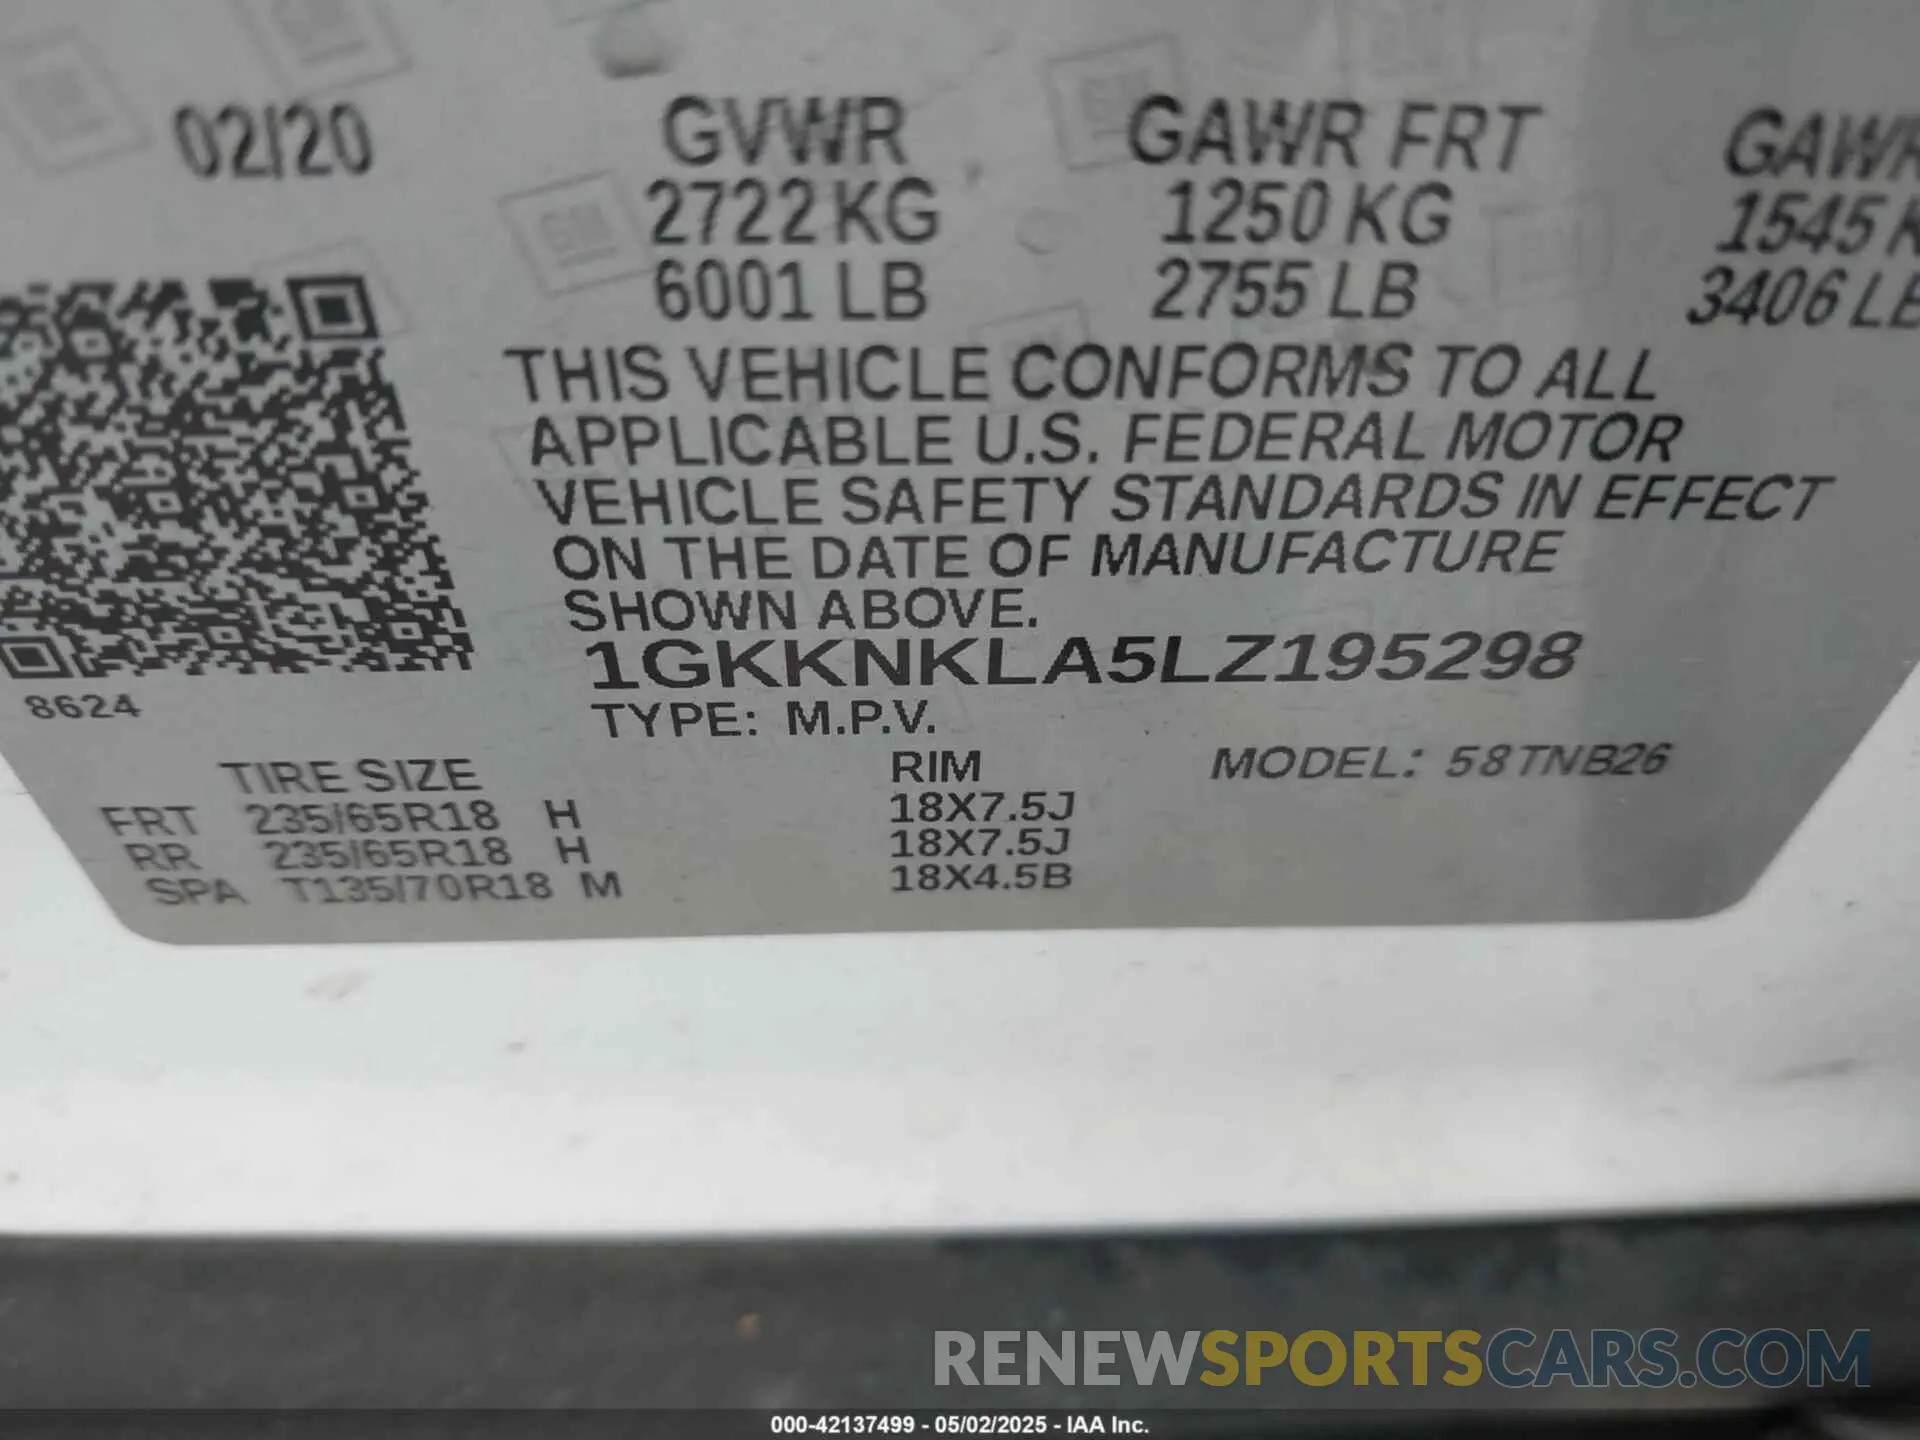 02/20 GVWR GAWR FRT GAWR
2722 KG 1250 KG 1545 K
6001 LB 2755 LB 3406 LB
THIS VEHICLE CONFORMS TO ALL
APPLICABLE U.S. FEDERAL MOTOR
VEHICLE SAFETY STANDARDS IN EFFECT
ON THE DATE OF MANUFACTURE
SHOWN ABOVE.
1GKKNKLA5LZ195298
8624
TYPE: M.P.V.
TIRE SIZE RIM MODEL: 58TNB26
FRT 235/65R18 H 18X7.5J
RR 235/65R18 H 18X7.5J
SPA T135/70R18 M 18X4.5B
RENEWSPORTSCARS.COM
000-42137499 - 05/02/2025 - IAA Inc.